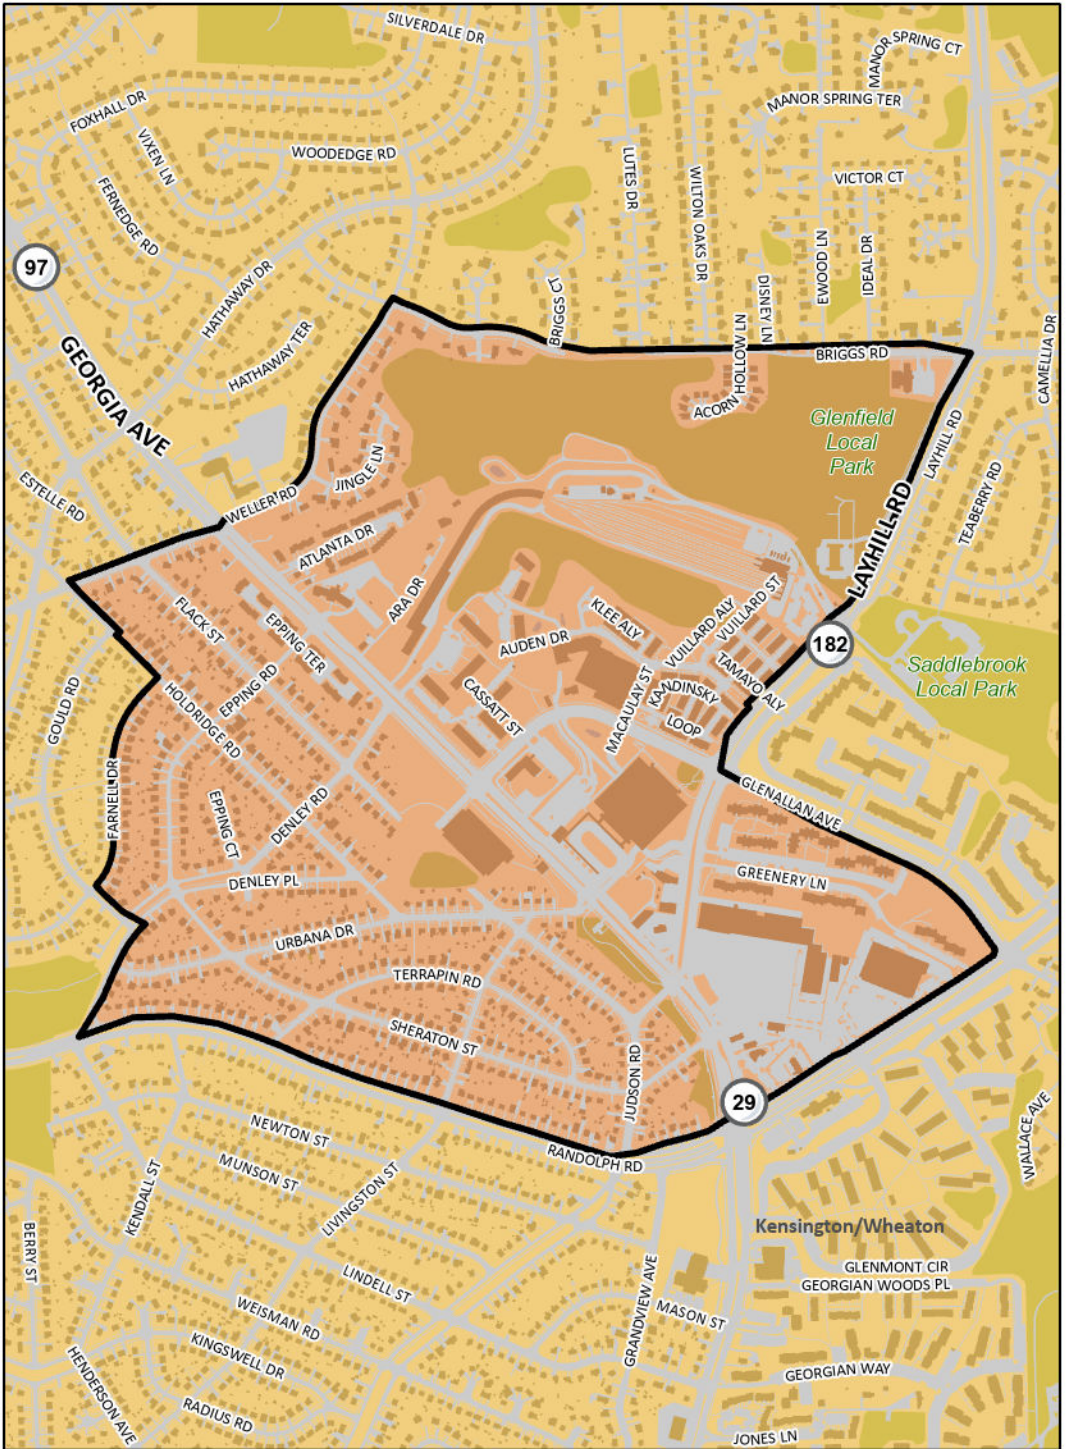 SILVERDALE DR
MANOR SPRING CT
MANOR SPRING TER
FOXHALL DR
VIXEN LN
WOODEDGE RD
FERNEDGE RD
LUTES DR
WILTON OAKS DR
VICTOR CT
EWOOD LN
IDEAL DR
97
HATHAWAY DR
HATHAWAY TER
BRIGGS CT
DISNEY LN
ACORN HOLLOW LN
BRIGGS RD
CAMELLIA DR
GEORGIA AVE
Glenfield
Local
Park
LAYHILL RD
TEABERRY RD
LAYHILL RD
ESTELLE RD
WELLER RD
JINGLE LN
ATLANTA DR
ARA DR
FLACK ST
EPPING TER
KLEE ALY
VUILLARD ALY
VUILLARD ST
AUDEN DR
182
Saddlebrook
Local Park
TAMAYO ALY
KANDINSKY
LOOP
MACAULAY ST
CASSATT ST
GOULD RD
EPPING RD
HOLDRIDGE RD
FARNELL DR
EPPING CT
DENLEY RD
DENLEY PL
GLENALLAN AVE
GREENERY LN
URBANA DR
TERRAPIN RD
SHERATON ST
JUDSON RD
29
RANDOLPH RD
NEWTON ST
MUNSON ST
KENDALL ST
LIVINGSTON ST
WALLACE AVE
BERRY ST
Kensington/Wheaton
GLENMONT CIR
GEORGIAN WOODS PL
LINDELL ST
WEISMAN RD
GRANDVIEW AVE
MASON ST
KINGSWELL DR
HENDERSON AVE
GEORGIAN WAY
RADIUS RD
JONES LN